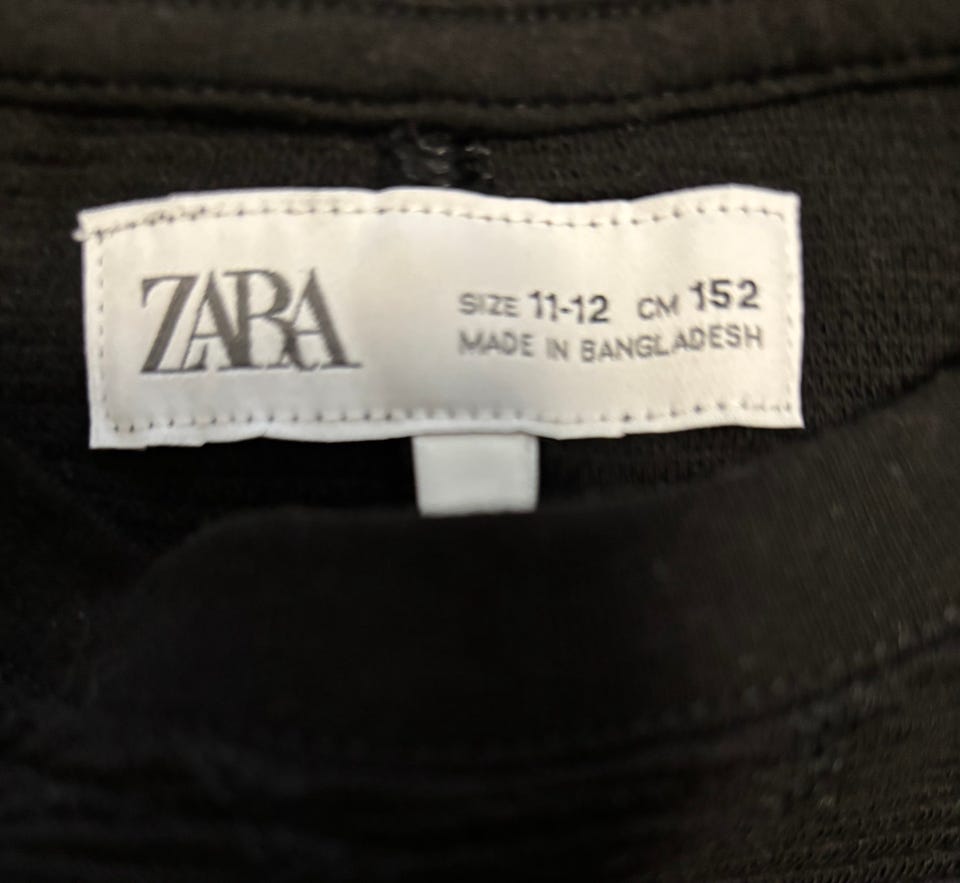 ZARA
SIZE 11-12 CM 152
MADE IN BANGLADESH